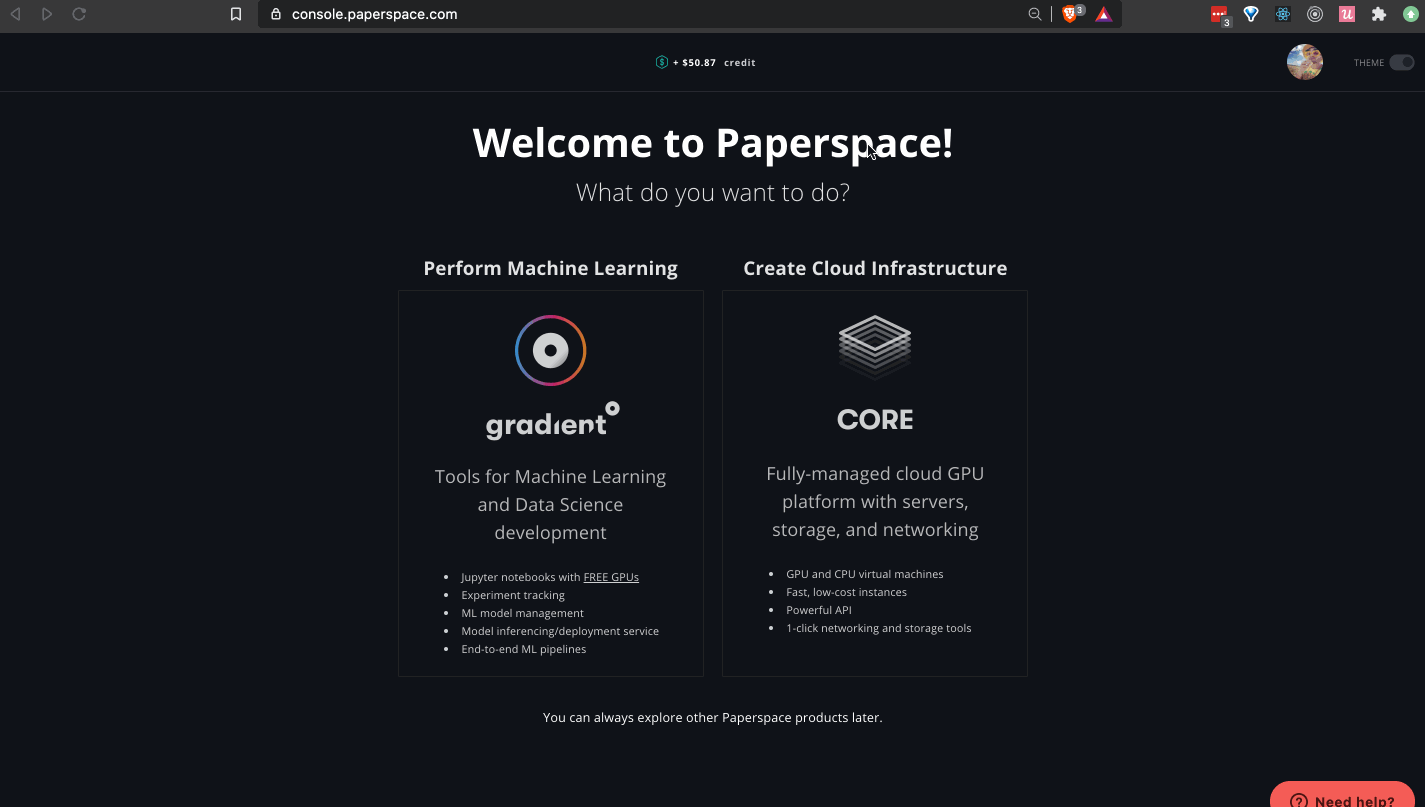 console.paperspace.com
3
3
+ $50.87 credit
THEME
Welcome to Paperspace!
What do you want to do?
Perform Machine Learning
gradient
Tools for Machine Learning
and Data Science
development
• Jupyter notebooks with FREE GPUs
• Experiment tracking
• ML model management
• Model inferencing/deployment service
• End-to-end ML pipelines
Create Cloud Infrastructure
CORE
Fully-managed cloud GPU
platform with servers,
storage, and networking
• GPU and CPU virtual machines
• Fast, low-cost instances
• Powerful API
• 1-click networking and storage tools
You can always explore other Paperspace products later.
Need help?